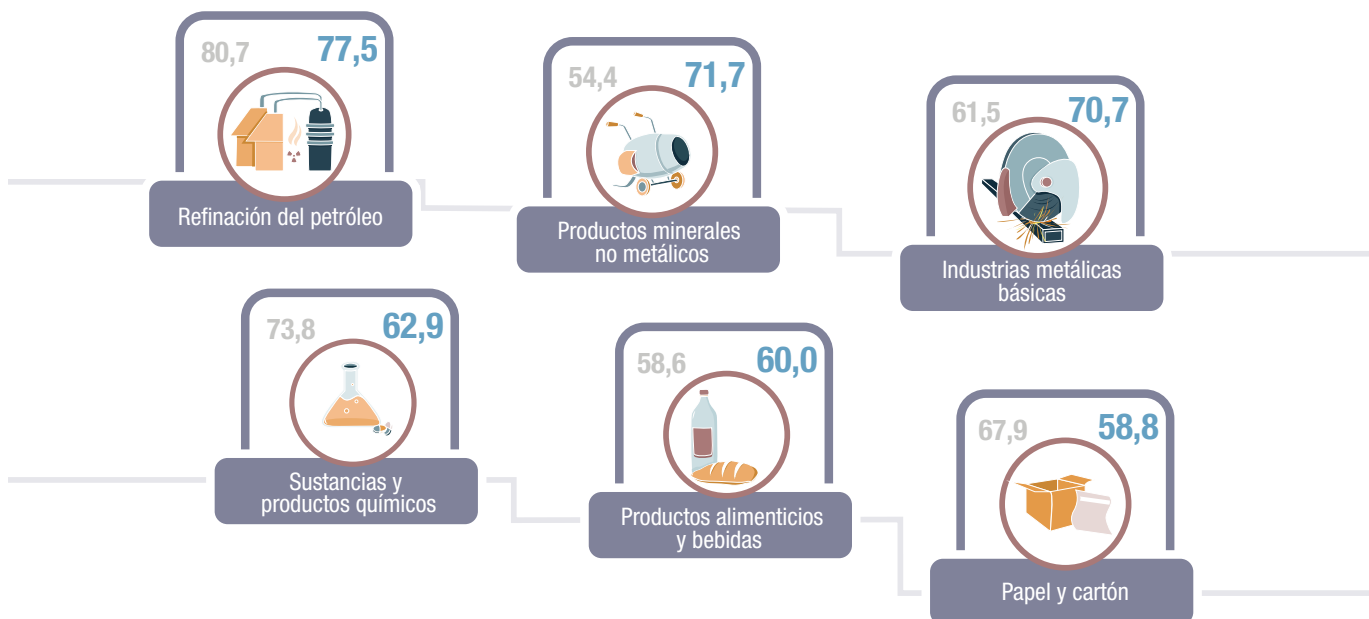 80,7 77,5
Refinación del petróleo
54,4 71,7
Productos minerales
no metálicos
61,5 70,7
Industrias metálicas
básicas
73,8 62,9
Sustancias y
productos químicos
58,6 60,0
Productos alimenticios
y bebidas
67,9 58,8
Papel y cartón